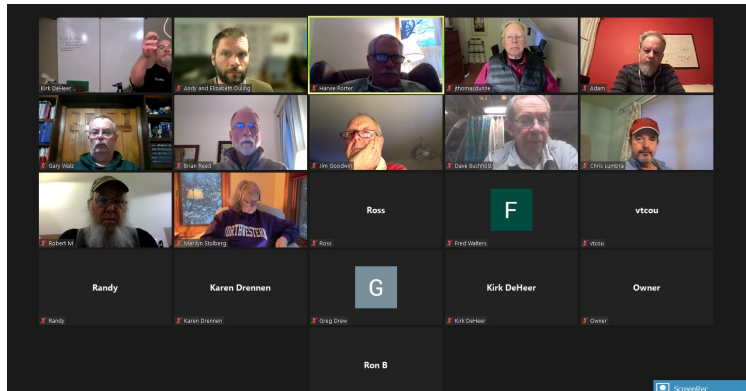 Kirk DeHeer
Andy and Elizabeth Duling
Harvie Porter
jthomasdunne
Adam
Gary Walz
Brian Reed
Jim Goodwin
Dave Buchholz
Chris Lumbra
NORTHWESTERN
Robert M
Marilyn Stolberg
Ross
Ross
F
Fred Walters
vtcou
vtcou
Randy
Randy
Karen Drennen
Karen Drennen
G
Greg Drew
Kirk DeHeer
Kirk DeHeer
Owner
Owner
Ron B
ScreenRec